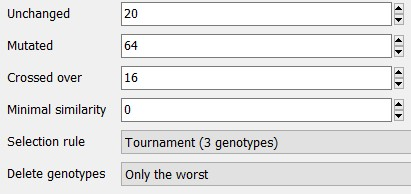 Unchanged 20
Mutated 64
Crossed over 16
Minimal similarity 0
Selection rule Tournament (3 genotypes)
Delete genotypes Only the worst